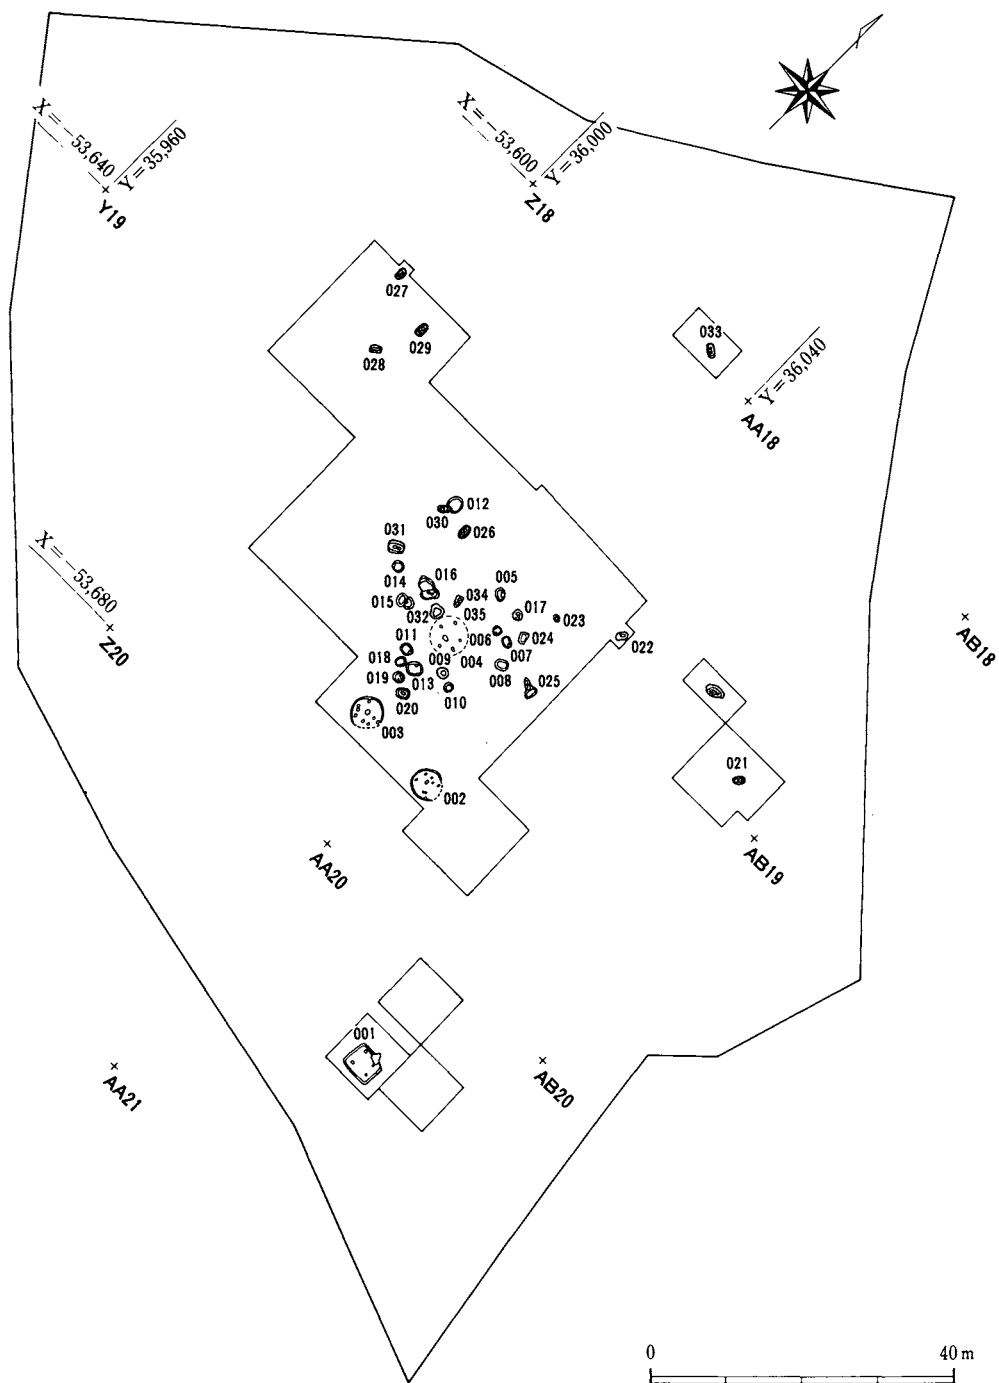 X = − 53,640
Y = 35,960
Y19
X = − 53,600
Y = 36,000
Z18
027
029
028
033
Y = 36,040
AA18
012
030
026
031
014
016
005
015
034
017
023
032
035
X = − 53,680
Z20
011
006
024
022
AB18
018
009
004
007
019
013
008
020
010
025
003
021
002
AA20
AB19
001
AA21
AB20
0
40 m